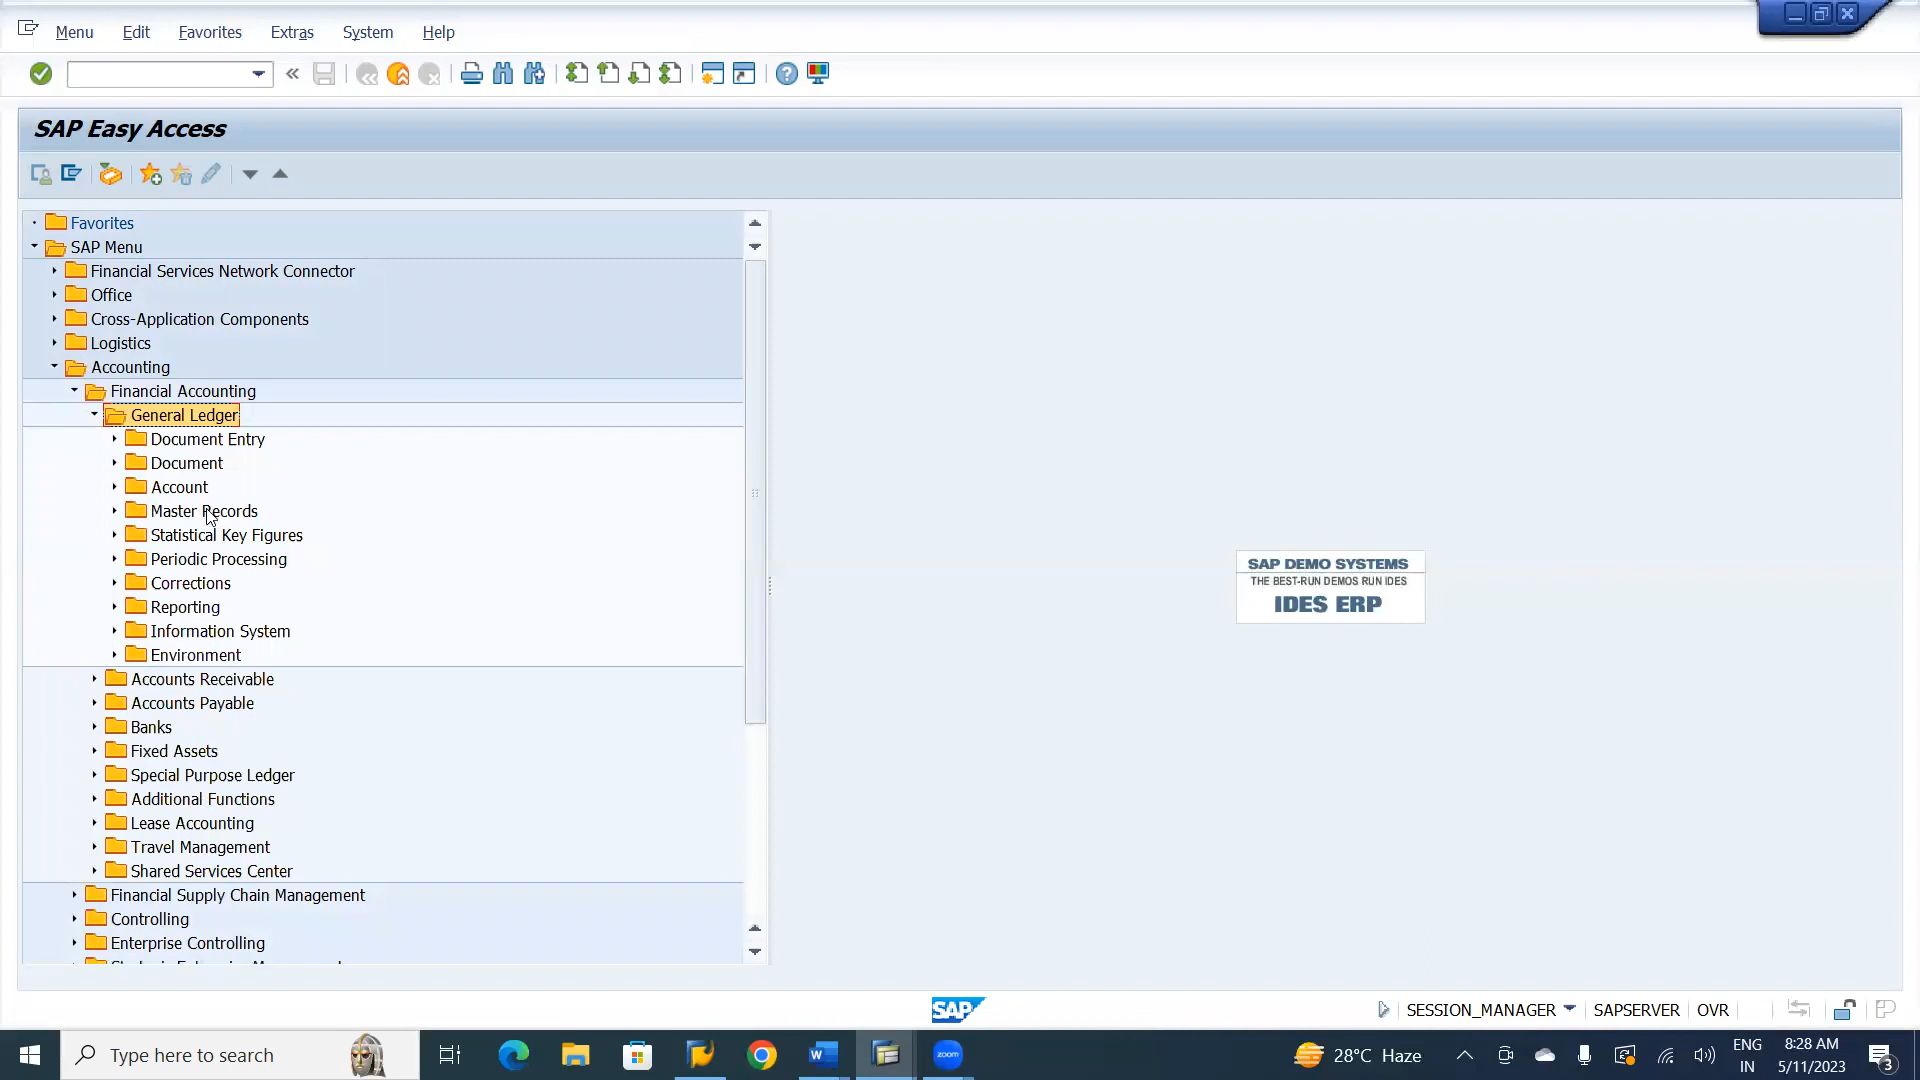 Menu Edit Favorites Extras System Help
SAP Easy Access
Favorites
SAP Menu
Financial Services Network Connector
Office
Cross-Application Components
Logistics
Accounting
Financial Accounting
General Ledger
Document Entry
Document
Account
Master Records
Statistical Key Figures
Periodic Processing
Corrections
Reporting
Information System
Environment
Accounts Receivable
Accounts Payable
Banks
Fixed Assets
Special Purpose Ledger
Additional Functions
Lease Accounting
Travel Management
Shared Services Center
Financial Supply Chain Management
Controlling
Enterprise Controlling
SAP DEMO SYSTEMS
THE BEST-RUN DEMOS RUN IDES
IDES ERP
SAP
SESSION_MANAGER SAPSERVER OVR
Type here to search
zoom
28°C Haze
ENG
IN
8:28 AM
5/11/2023
3